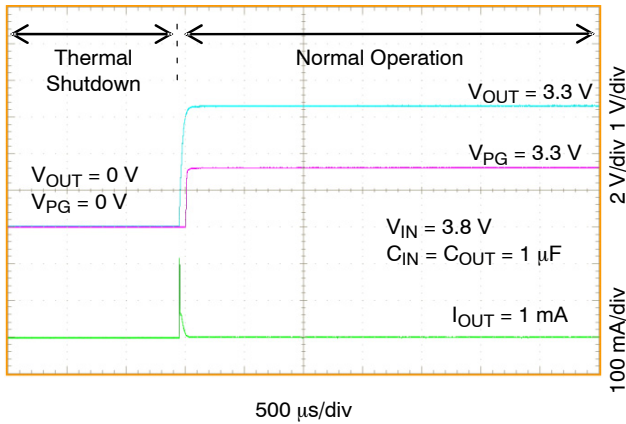 Thermal
Shutdown
Normal Operation
VOUT = 3.3 V
VPG = 3.3 V
VOUT = 0 V
VPG = 0 V
VIN = 3.8 V
CIN = COUT = 1 μF
IOUT = 1 mA
2 V/div 1 V/div
100 mA/div
500 μs/div